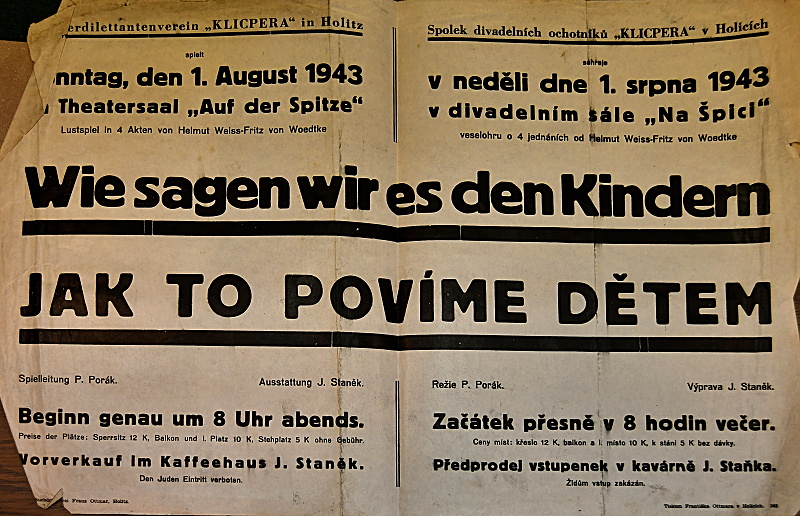 erdilettantenverein „KLICPERA“ in Holitz
spielt
nntag, den 1. August 1943
Theatersaal „Auf der Spitze“
Lustspiel in 4 Akten von Helmut Weiss-Fritz von Woedtke
Spolek divadelních ochotníků „KLICPERA“ v Holicích
sehraje
v neděli dne 1. srpna 1943
v divadelním sále „Na Špici“
veselohru o 4 jednáních od Helmut Weiss-Fritz von Woedtke
Wie sagen wir es den Kindern
JAK TO POVÍME DĚTEM
Spielleitung P. Porák. Ausstattung J. Staněk.
Beginn genau um 8 Uhr abends.
Preise der Plätze: Sperrsitz 12 K, Balkon und I. Platz 10 K, Stehplatz 5 K ohne Gebühr.
Vorverkauf im Kaffeehaus J. Staněk.
Den Juden Eintritt verboten.
Franz Ottmar, Holitz.
Režie P. Porák. Výprava J. Staněk.
Začátek přesně v 8 hodin večer.
Ceny míst: křeslo 12 K, balkon a I. místo 10 K, k stání 5 K bez dávky.
Předprodej vstupenek v kavárně J. Staňka.
Židům vstup zakázán.
Tiskem Františka Ottmara v Holicích.